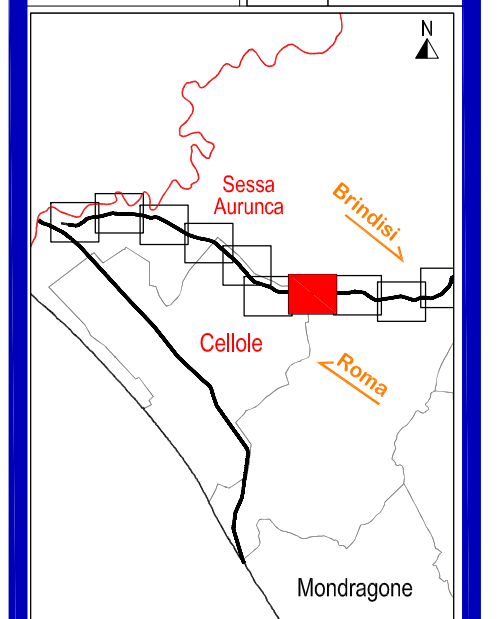 N
Sessa
Aurunca
Brindisi
Cellole
Roma
Mondragone